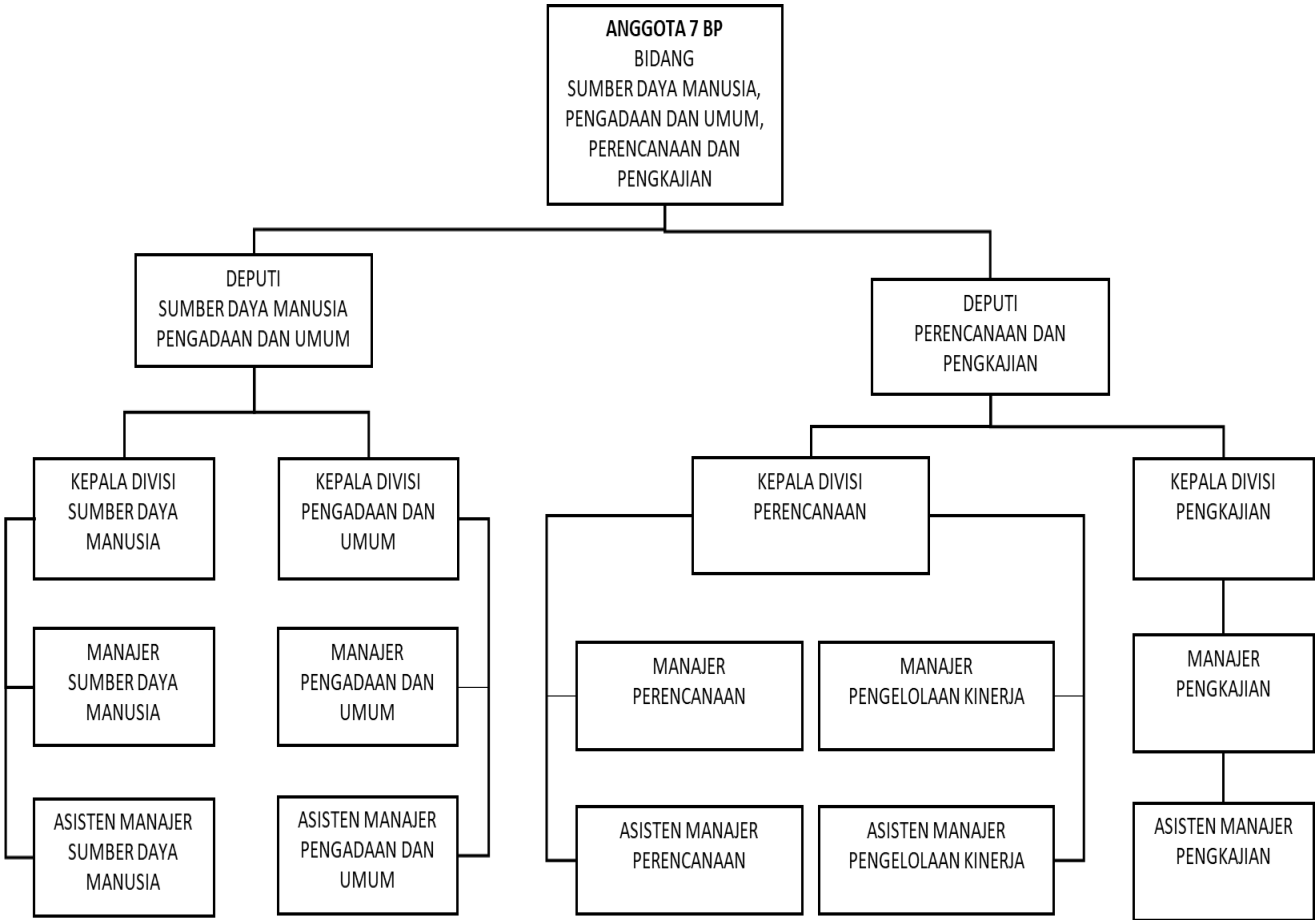 ANGGOTA 7 BP
BIDANG
SUMBER DAYA MANUSIA,
PENGADAAN DAN UMUM,
PERENCANAAN DAN
PENGKAJIAN
DEPUTI
SUMBER DAYA MANUSIA
PENGADAAN DAN UMUM
DEPUTI
PERENCANAAN DAN
PENGKAJIAN
KEPALA DIVISI
SUMBER DAYA
MANUSIA
KEPALA DIVISI
PENGADAAN DAN
UMUM
KEPALA DIVISI
PERENCANAAN
KEPALA DIVISI
PENGKAJIAN
MANAJER
SUMBER DAYA
MANUSIA
MANAJER
PENGADAAN DAN
UMUM
MANAJER
PERENCANAAN
MANAJER
PENGELOLAAN KINERJA
MANAJER
PENGKAJIAN
ASISTEN MANAJER
SUMBER DAYA
MANUSIA
ASISTEN MANAJER
PENGADAAN DAN
UMUM
ASISTEN MANAJER
PERENCANAAN
ASISTEN MANAJER
PENGELOLAAN KINERJA
ASISTEN MANAJER
PENGKAJIAN